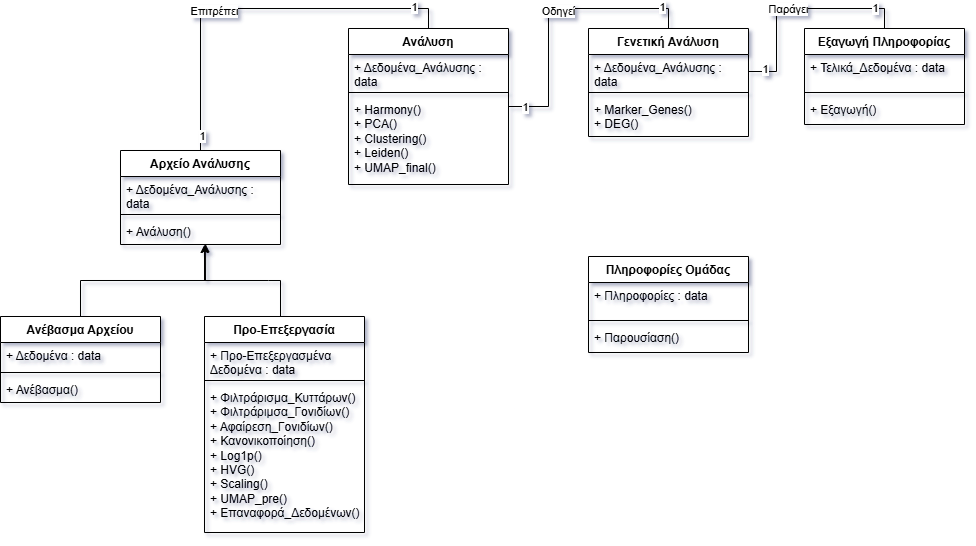 Επιτρέπει
1
1
Οδηγεί
1
1
Παράγει
1
1
Ανάλυση
+ Δεδομένα_Ανάλυσης :
data
+ Harmony()
+ PCA()
+ Clustering()
+ Leiden()
+ UMAP_final()
Γενετική Ανάλυση
+ Δεδομένα_Ανάλυσης :
data
+ Marker_Genes()
+ DEG()
Εξαγωγή Πληροφορίας
+ Τελικά_Δεδομένα : data
+ Εξαγωγή()
Αρχείο Ανάλυσης
+ Δεδομένα_Ανάλυσης :
data
+ Ανάλυση()
Πληροφορίες Ομάδας
+ Πληροφορίες : data
+ Παρουσίαση()
Ανέβασμα Αρχείου
+ Δεδομένα : data
+ Ανέβασμα()
Προ-Επεξεργασία
+ Προ-Επεξεργασμένα
Δεδομένα : data
+ Φιλτράρισμα_Κυττάρων()
+ Φιλτράριμσα_Γονιδίων()
+ Αφαίρεση_Γονιδίων()
+ Κανονικοποίηση()
+ Log1p()
+ HVG()
+ Scaling()
+ UMAP_pre()
+ Επαναφορά_Δεδομένων()